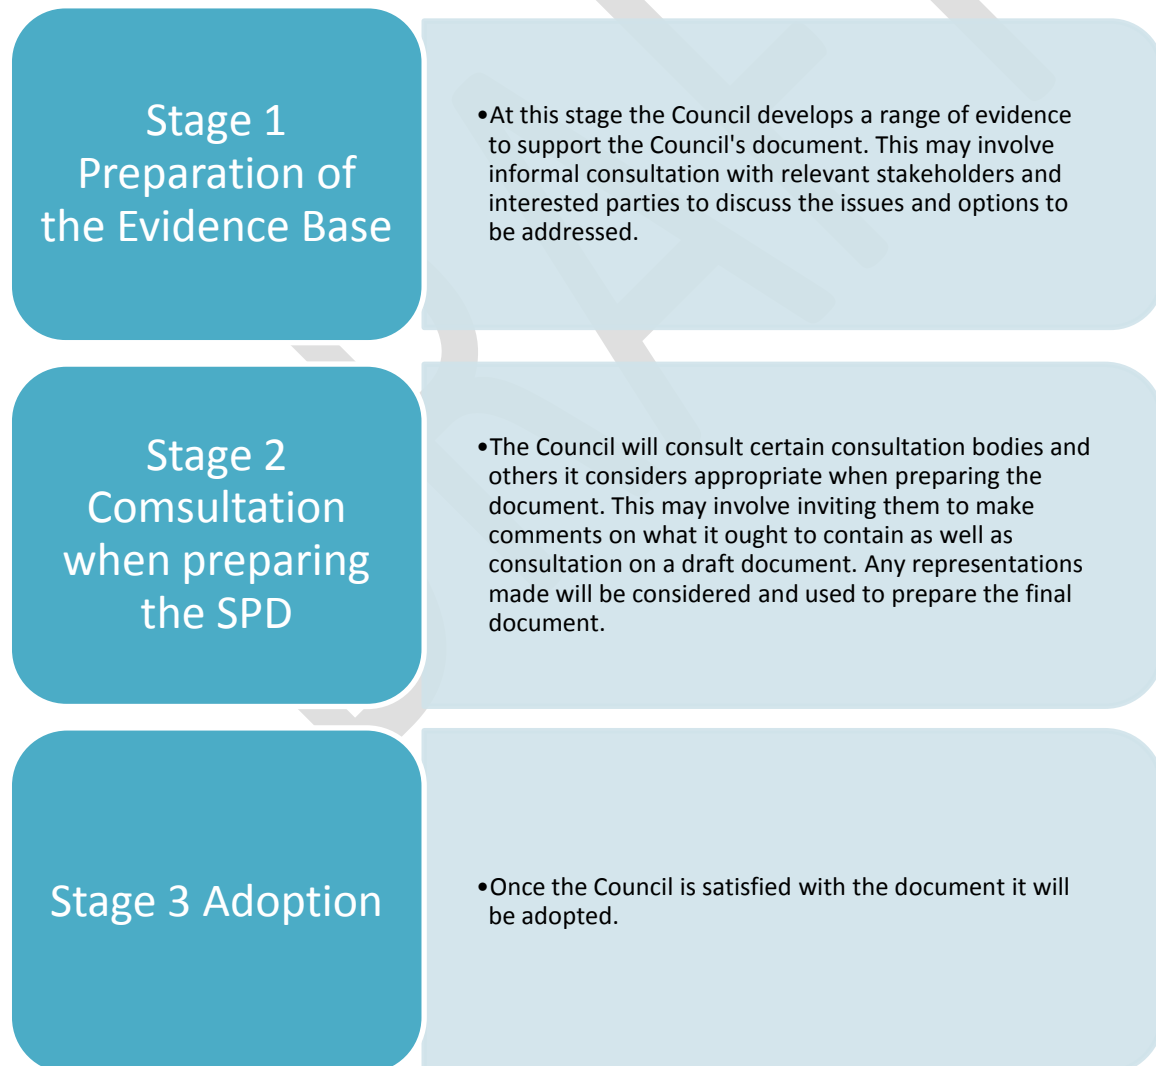 Stage 1
Preparation of
the Evidence Base
•At this stage the Council develops a range of evidence
to support the Council's document. This may involve
informal consultation with relevant stakeholders and
interested parties to discuss the issues and options to
be addressed.
Stage 2
Comsultation
when preparing
the SPD
•The Council will consult certain consultation bodies and
others it considers appropriate when preparing the
document. This may involve inviting them to make
comments on what it ought to contain as well as
consultation on a draft document. Any representations
made will be considered and used to prepare the final
document.
Stage 3 Adoption
•Once the Council is satisfied with the document it will
be adopted.